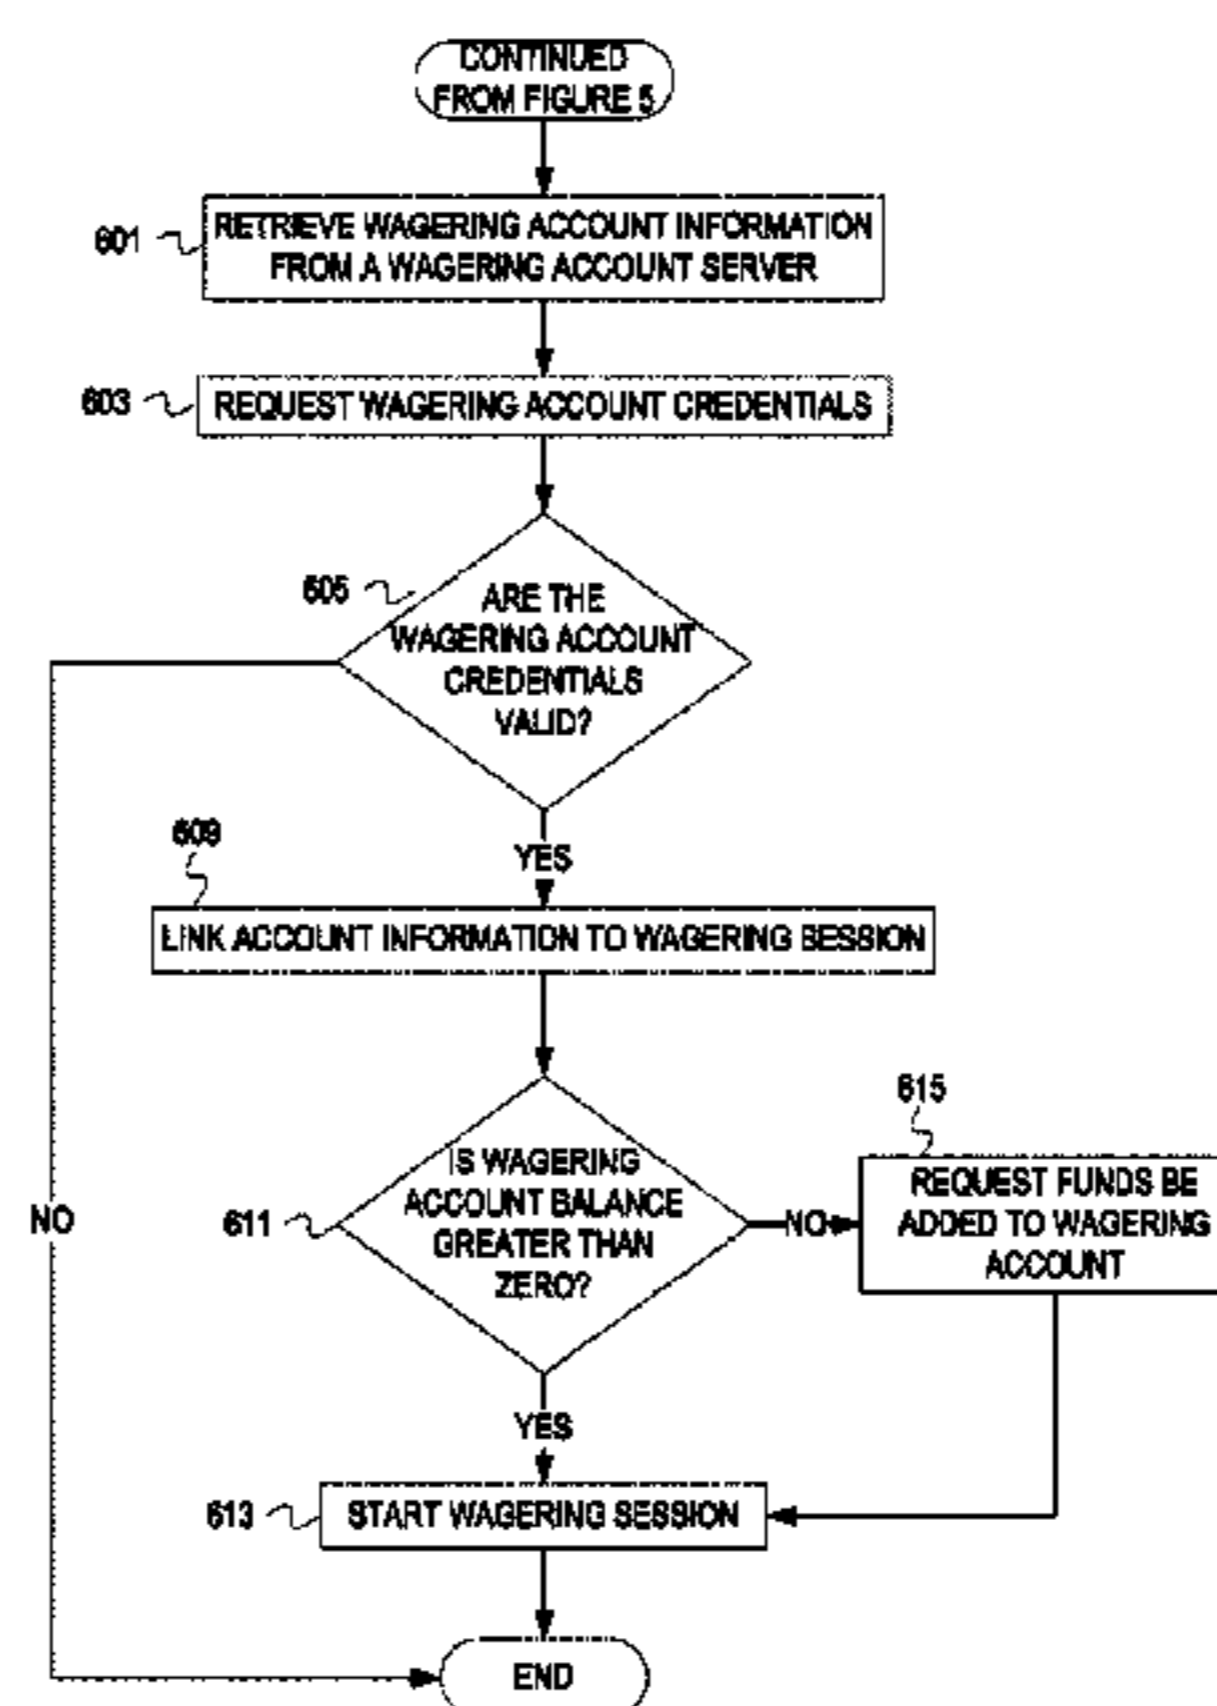 CONTINUED
FROM FIGURE 5
601
RETRIEVE WAGERING ACCOUNT INFORMATION
FROM A WAGERING ACCOUNT SERVER
603
REQUEST WAGERING ACCOUNT CREDENTIALS
605
ARE THE
WAGERING ACCOUNT
CREDENTIALS
VALID?
YES
609
LINK ACCOUNT INFORMATION TO WAGERING SESSION
615
IS WAGERING
ACCOUNT BALANCE
GREATER THAN
ZERO?
611
NO
NO
REQUEST FUNDS BE
ADDED TO WAGERING
ACCOUNT
YES
613
START WAGERING SESSION
END